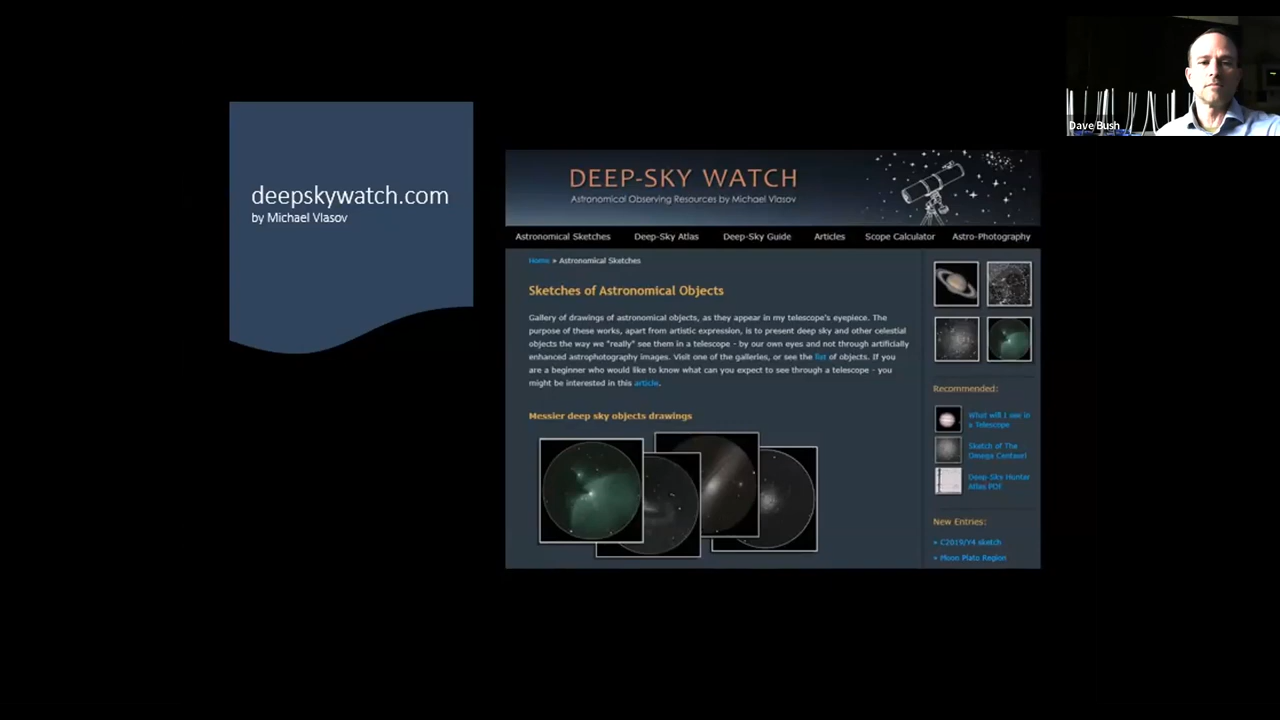 Dave Bush
deepskywatch.com
by Michael Vlasov
DEEP-SKY WATCH
Astronomical Observing Resources by Michael Vlasov
Astronomical Sketches Deep-Sky Atlas Deep-Sky Guide Articles Scope Calculator Astro-Photography
Home » Astronomical Sketches
Sketches of Astronomical Objects
Gallery of drawings of astronomical objects, as they appear in my telescope's eyepiece. The
purpose of these works, apart from artistic expression, is to present deep sky and other celestial
objects the way we "really" see them in a telescope - by our own eyes and not through artificially
enhanced astrophotography images. Visit one of the galleries, or see the list of objects. If you
are a beginner who would like to know what can you expect to see through a telescope - you
might be interested in this article.
Messier deep sky objects drawings
Recommended:
What will I see in
a Telescope
Sketch of The
Omega Centauri
Deep-Sky Hunter
Atlas PDF
New Entries:
» C2019/Y4 sketch
» Moon Plato Region